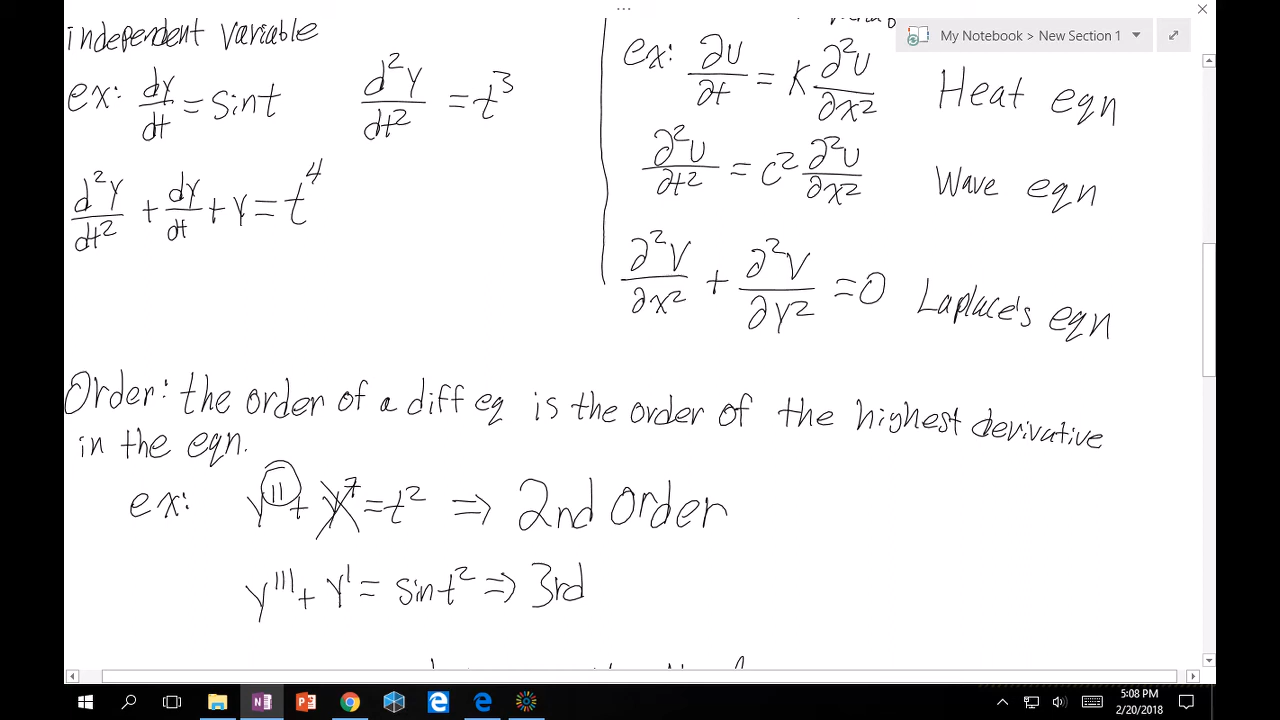 My Notebook > New Section 1
independent variable
ex: dy/dt = sint d²y/dt² = t³
d²y/dt² + dy/dt + y = t⁴
ex: ∂u/∂t = K ∂²u/∂x² Heat eqn
∂²u/∂t² = c² ∂²u/∂x² Wave eqn
∂²V/∂x² + ∂²V/∂y² = 0 Laplace's eqn
Order: the order of a diff eq is the order of the highest derivative
in the eqn.
ex: y'' + y⁷ = t² ⇒ 2nd Order
y''' + y' = sint² ⇒ 3rd
5:08 PM
2/20/2018